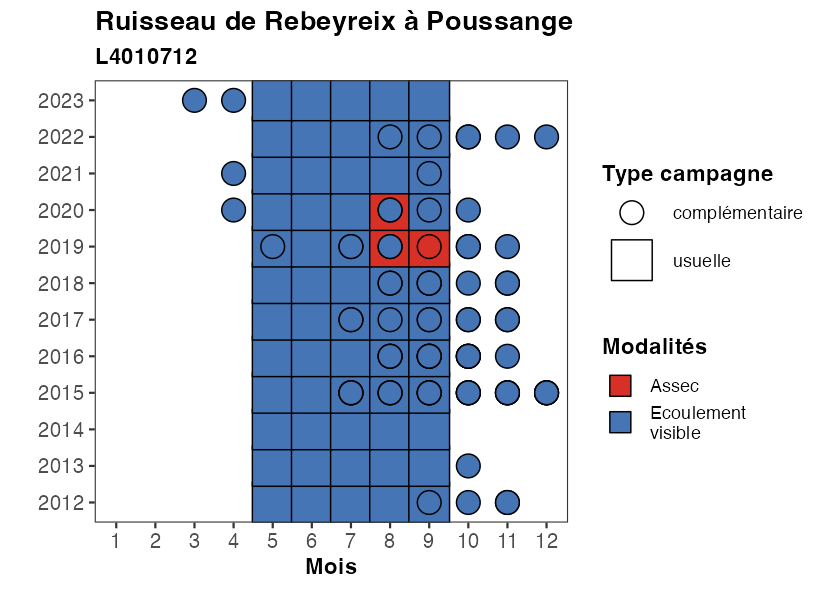 Ruisseau de Rebeyreix à Poussange
L4010712
2023
2022
2021
2020
2019
2018
2017
2016
2015
2014
2013
2012
1 2 3 4 5 6 7 8 9 10 11 12
Mois
Type campagne
complémentaire
usuelle
Modalités
Assec
Ecoulement
visible